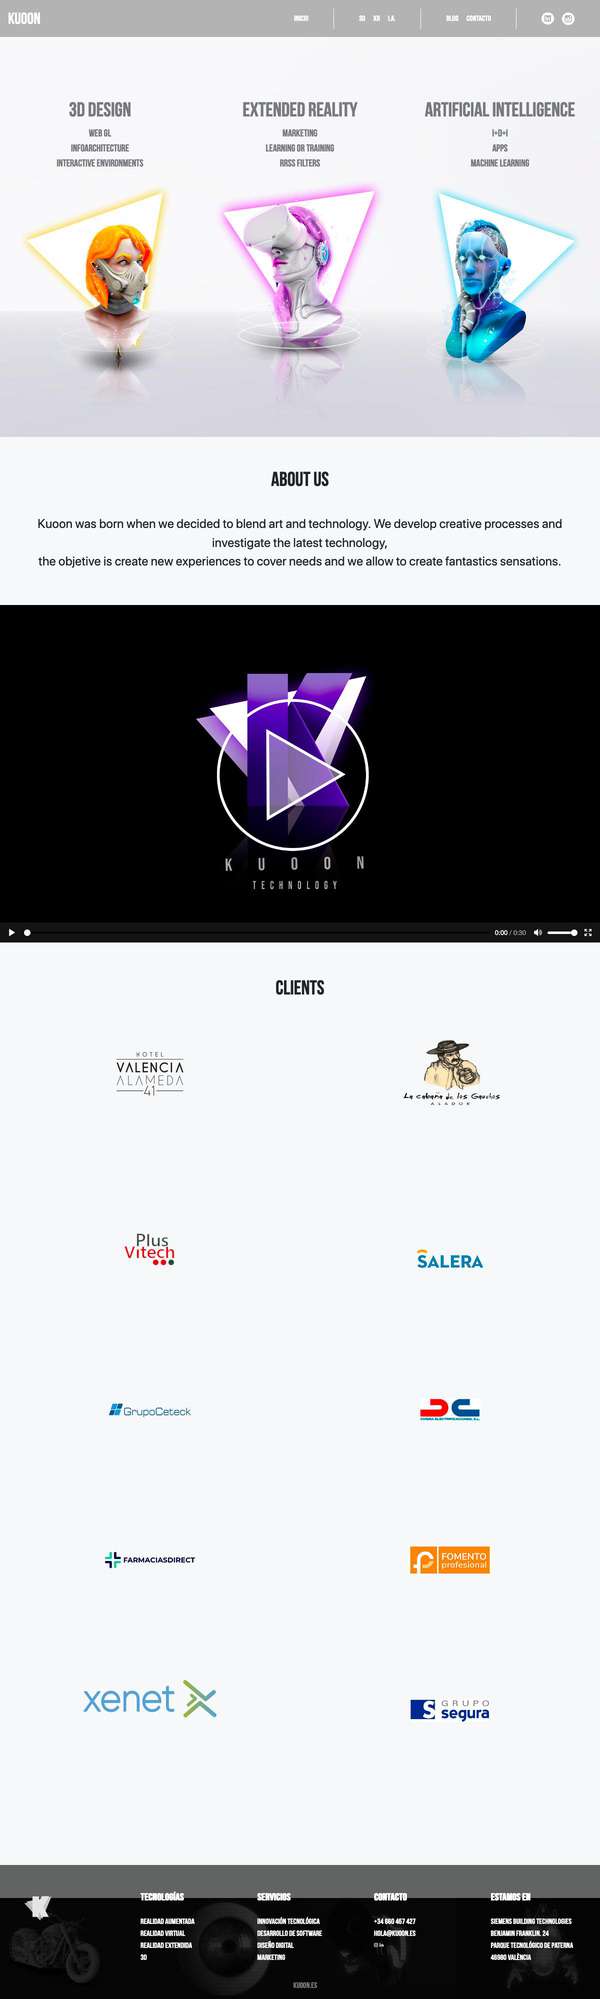 KUOON
INICIO
3D XR I.A.
BLOG CONTACTO
3D DESIGN
WEB GL
INFOARCHITECTURE
INTERACTIVE ENVIRONMENTS
EXTENDED REALITY
MARKETING
LEARNING OR TRAINING
RRSS FILTERS
ARTIFICIAL INTELLIGENCE
I+D+I
APPS
MACHINE LEARNING
ABOUT US
Kuoon was born when we decided to blend art and technology. We develop creative processes and
investigate the latest technology,
the objetive is create new experiences to cover needs and we allow to create fantastics sensations.
KUOON
TECHNOLOGY
0:00 / 0:30
CLIENTS
HOTEL
VALENCIA
ALAMEDA
41
La cabaña de los Gauchos
ASADOR
Plus
Vitech
SALERA
GrupoCeteck
FARMACIASDIRECT
FOMENTO
profesional
xenet
GRUPO
segura
TECNOLOGÍAS
REALIDAD AUMENTADA
REALIDAD VIRTUAL
REALIDAD EXTENDIDA
3D
SERVICIOS
INNOVACIÓN TECNOLÓGICA
DESARROLLO DE SOFTWARE
DISEÑO DIGITAL
MARKETING
CONTACTO
+34 660 467 427
HOLA@KUOON.ES
ESTAMOS EN
SIEMENS BUILDING TECHNOLOGIES
BENJAMIN FRANKLIN, 24
PARQUE TECNOLÓGICO DE PATERNA
46980 VALÈNCIA
KUOON.ES